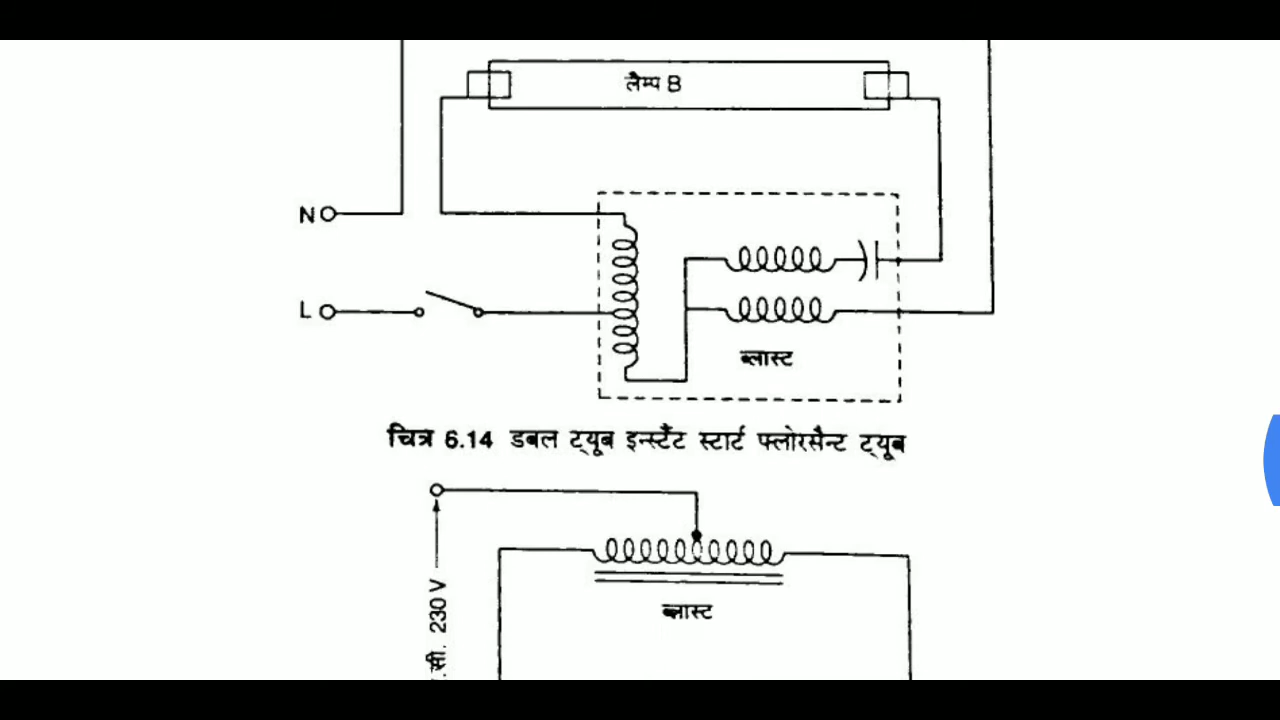 लैम्प B
N
L
ब्लास्ट
चित्र 6.14 डबल ट्यूब इन्स्टैंट स्टार्ट फ्लोरसैन्ट ट्यूब
ब्लास्ट
.सी. 230 V